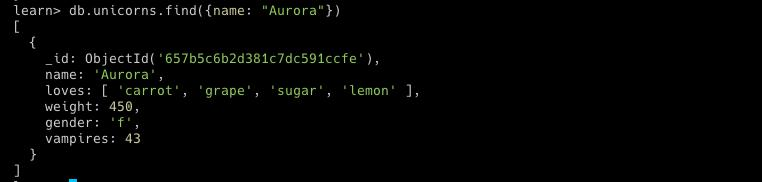 learn> db.unicorns.find({name: "Aurora"})
[
{
_id: ObjectId('657b5c6b2d381c7dc591ccfe'),
name: 'Aurora',
loves: [ 'carrot', 'grape', 'sugar', 'lemon' ],
weight: 450,
gender: 'f',
vampires: 43
}
]